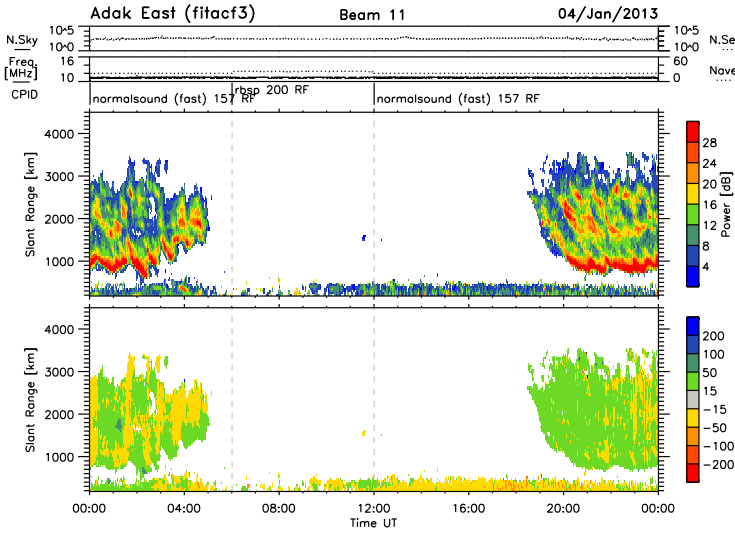 Adak East (fitacf3) Beam 11 04/Jan/2013
N.Sky 10^5 10^0 10^5 10^0 N.Se
Freq. [MHz] 16 10 60 0 Nave
CPID normalsound (fast) 157 RF rbsp 200 RF normalsound (fast) 157 RF
Slant Range [km] 4000 3000 2000 1000
28 24 20 16 12 8 4 Power [dB]
Slant Range [km] 4000 3000 2000 1000
200 100 50 15 -15 -50 -100 -200
00:00 04:00 08:00 12:00 16:00 20:00 00:00
Time UT